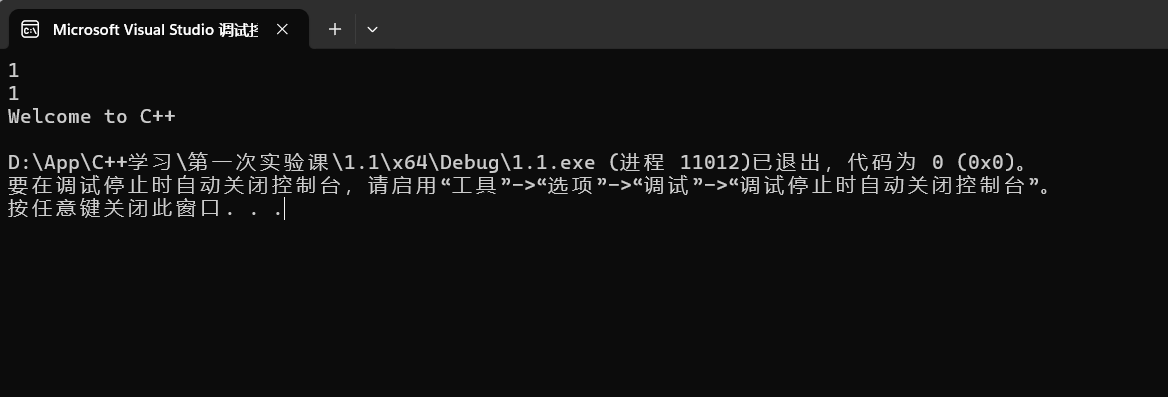 Microsoft Visual Studio 调试
1
1
Welcome to C++
D:\App\C++学习\第一次实验课\1.1\x64\Debug\1.1.exe (进程 11012)已退出，代码为 0 (0x0)。
要在调试停止时自动关闭控制台，请启用“工具”->“选项”->“调试”->“调试停止时自动关闭控制台”。
按任意键关闭此窗口. . .